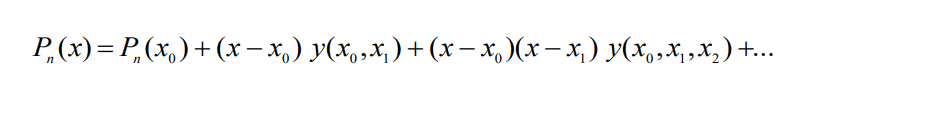 Pₙ(x) = Pₙ(x₀) + (x − x₀) y(x₀, x₁) + (x − x₀)(x − x₁) y(x₀, x₁, x₂) + ...